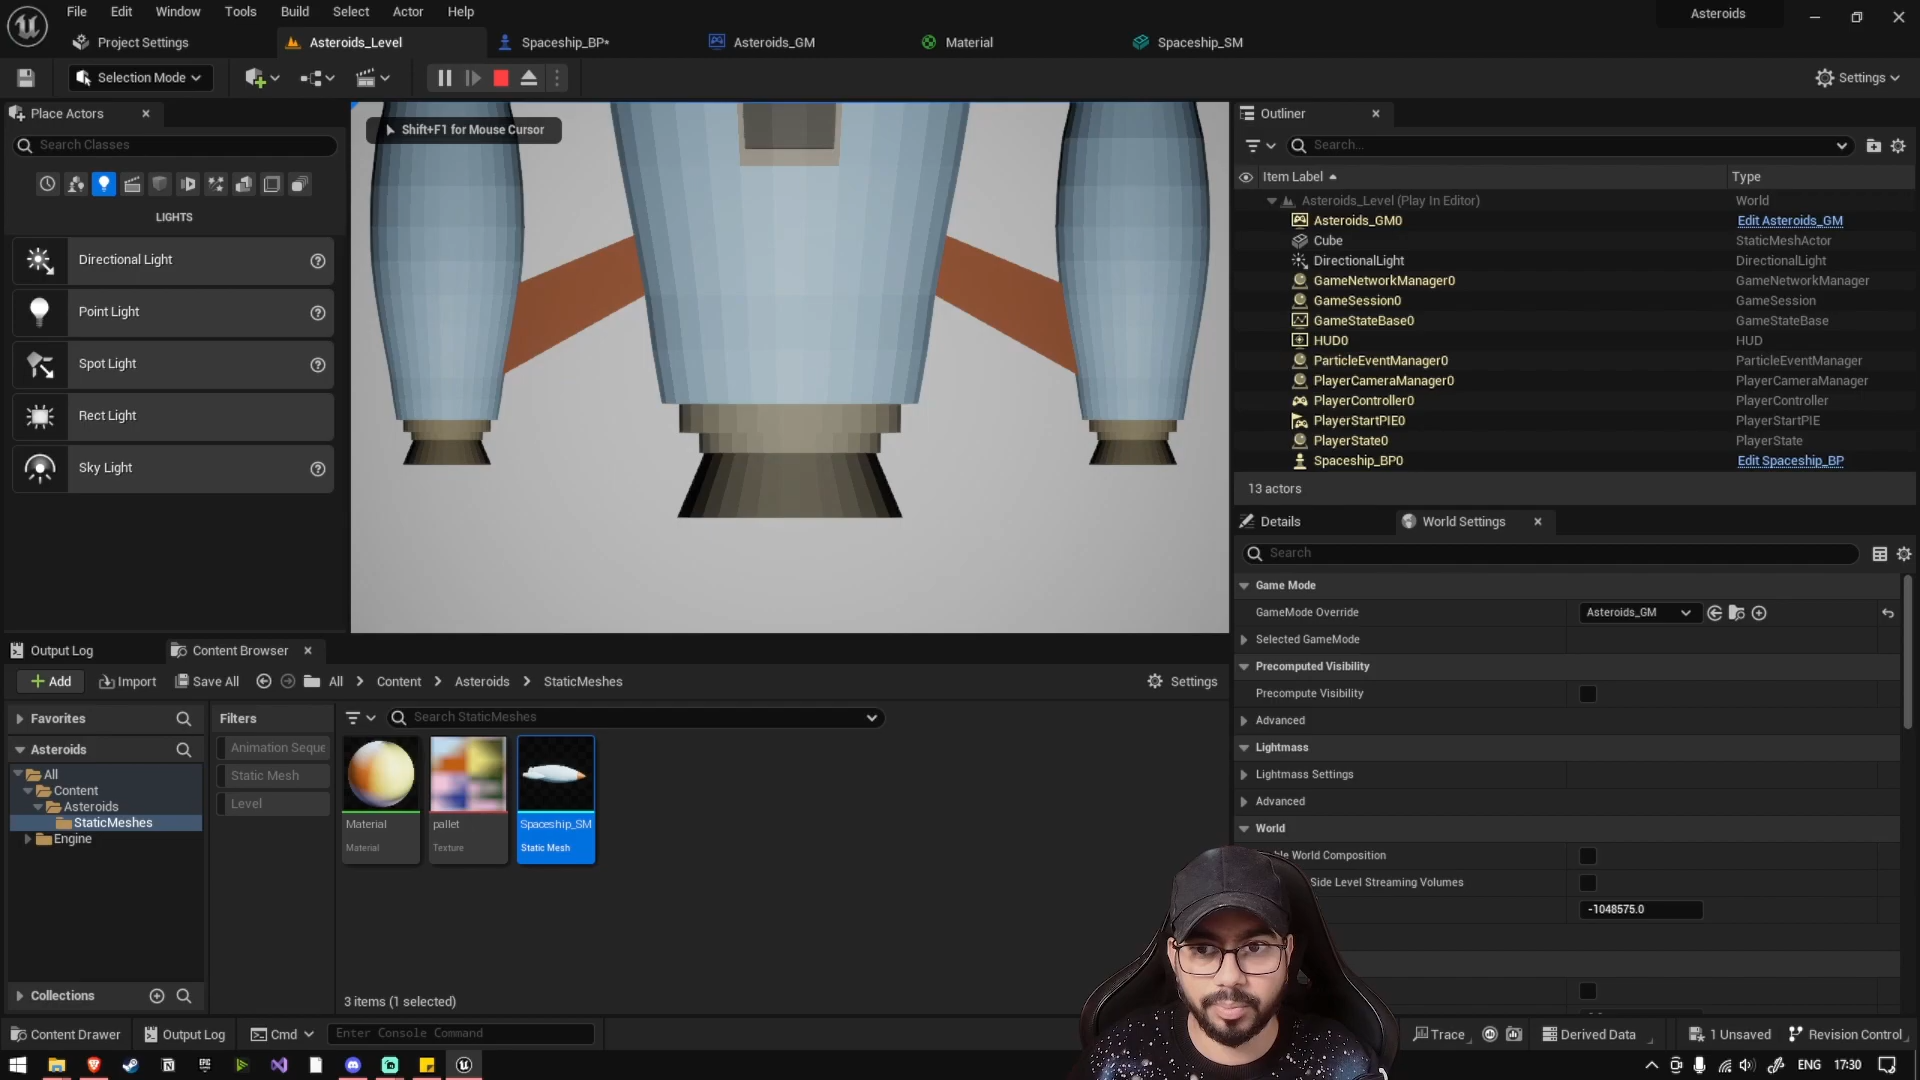 File Edit Window Tools Build Select Actor Help
Asteroids
Project Settings
Asteroids_Level
Spaceship_BP*
Asteroids_GM
Material
Spaceship_SM
Selection Mode
Settings
Place Actors
Search Classes
LIGHTS
Directional Light
Point Light
Spot Light
Rect Light
Sky Light
Shift+F1 for Mouse Cursor
Outliner
Search...
Item Label Type
Asteroids_Level (Play In Editor) World
Asteroids_GM0 Edit Asteroids_GM
Cube StaticMeshActor
DirectionalLight DirectionalLight
GameNetworkManager0 GameNetworkManager
GameSession0 GameSession
GameStateBase0 GameStateBase
HUD0 HUD
ParticleEventManager0 ParticleEventManager
PlayerCameraManager0 PlayerCameraManager
PlayerController0 PlayerController
PlayerStartPIE0 PlayerStartPIE
PlayerState0 PlayerState
Spaceship_BP0 Edit Spaceship_BP
13 actors
Details World Settings
Search
Game Mode
GameMode Override Asteroids_GM
Selected GameMode
Precomputed Visibility
Precompute Visibility
Advanced
Lightmass
Lightmass Settings
Advanced
World
World Composition
Side Level Streaming Volumes
-1048575.0
Output Log Content Browser
Add Import Save All All > Content > Asteroids > StaticMeshes Settings
Favorites
Asteroids
All
Content
Asteroids
StaticMeshes
Engine
Collections
Filters
Animation Seque
Static Mesh
Level
Search StaticMeshes
Material
Material
pallet
Texture
Spaceship_SM
Static Mesh
3 items (1 selected)
Content Drawer Output Log Cmd Enter Console Command
Trace Derived Data 1 Unsaved Revision Control
EPIC
ENG 17:30